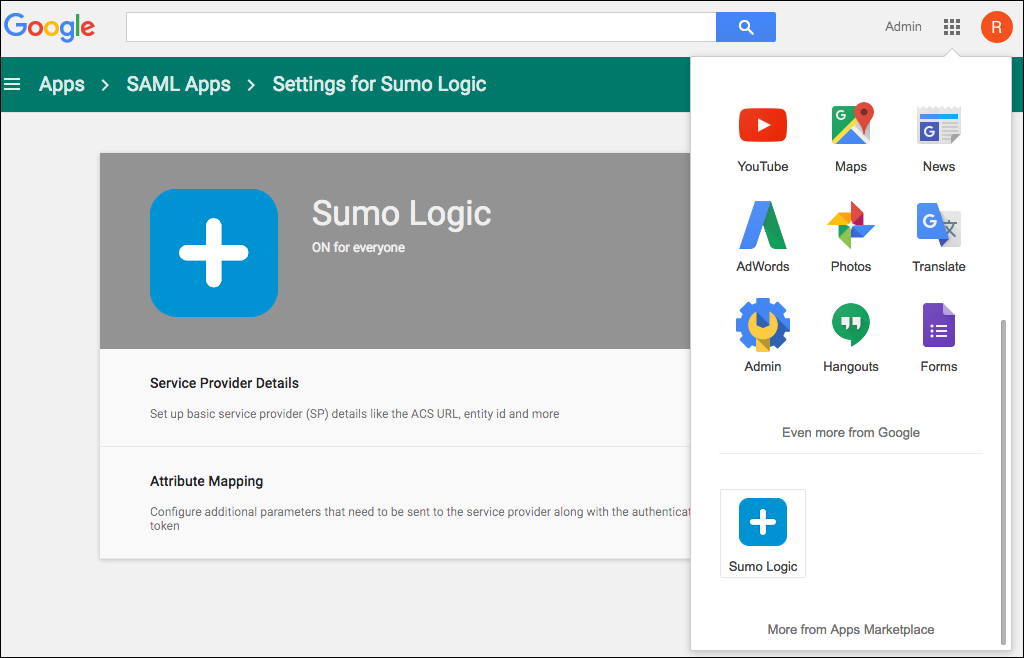 Google
Admin
R
Apps > SAML Apps > Settings for Sumo Logic
Sumo Logic
ON for everyone
Service Provider Details
Set up basic service provider (SP) details like the ACS URL, entity id and more
Attribute Mapping
Configure additional parameters that need to be sent to the service provider along with the authenticat
token
YouTube Maps News
AdWords Photos Translate
Admin Hangouts Forms
Even more from Google
Sumo Logic
More from Apps Marketplace